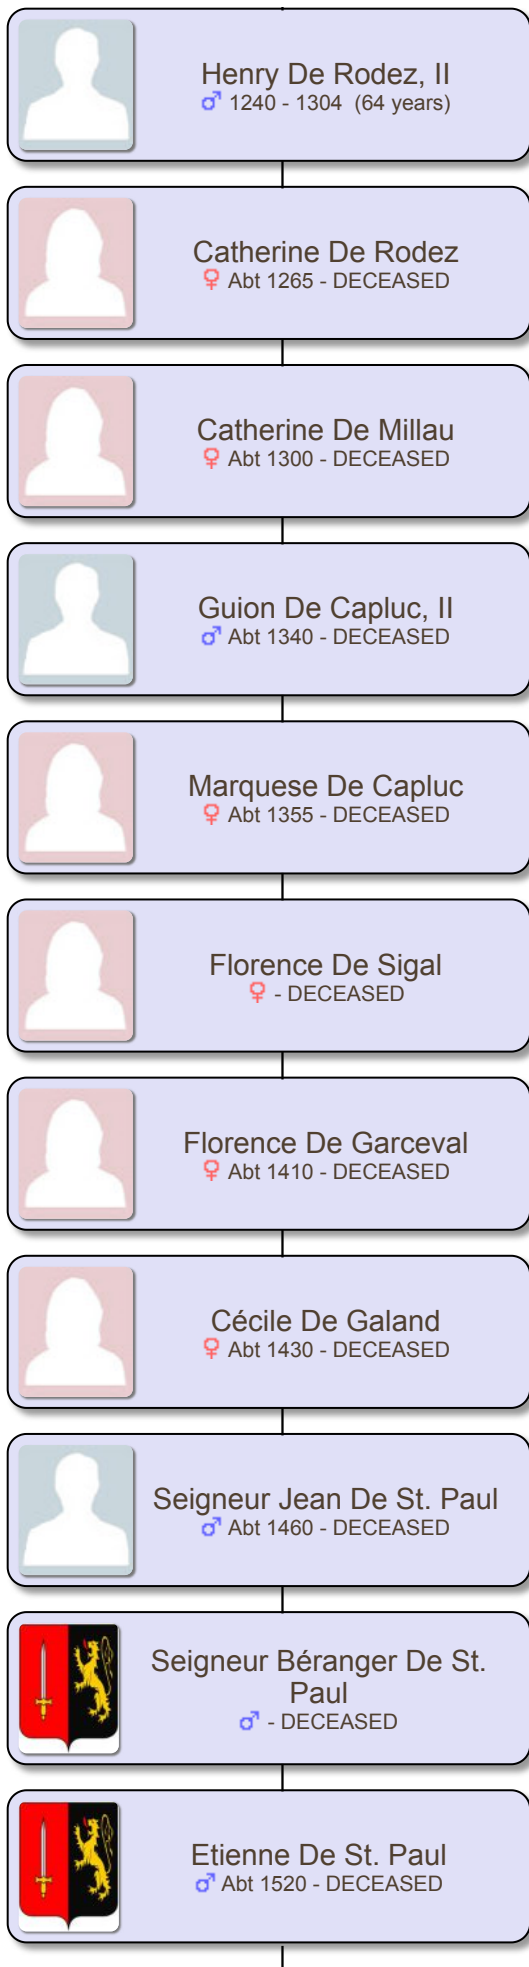 Henry De Rodez, II
♂ 1240 - 1304 (64 years)
Catherine De Rodez
♀ Abt 1265 - DECEASED
Catherine De Millau
♀ Abt 1300 - DECEASED
Guion De Capluc, II
♂ Abt 1340 - DECEASED
Marquese De Capluc
♀ Abt 1355 - DECEASED
Florence De Sigal
♀ - DECEASED
Florence De Garceval
♀ Abt 1410 - DECEASED
Cécile De Galand
♀ Abt 1430 - DECEASED
Seigneur Jean De St. Paul
♂ Abt 1460 - DECEASED
Seigneur Béranger De St.
Paul
♂ - DECEASED
Etienne De St. Paul
♂ Abt 1520 - DECEASED